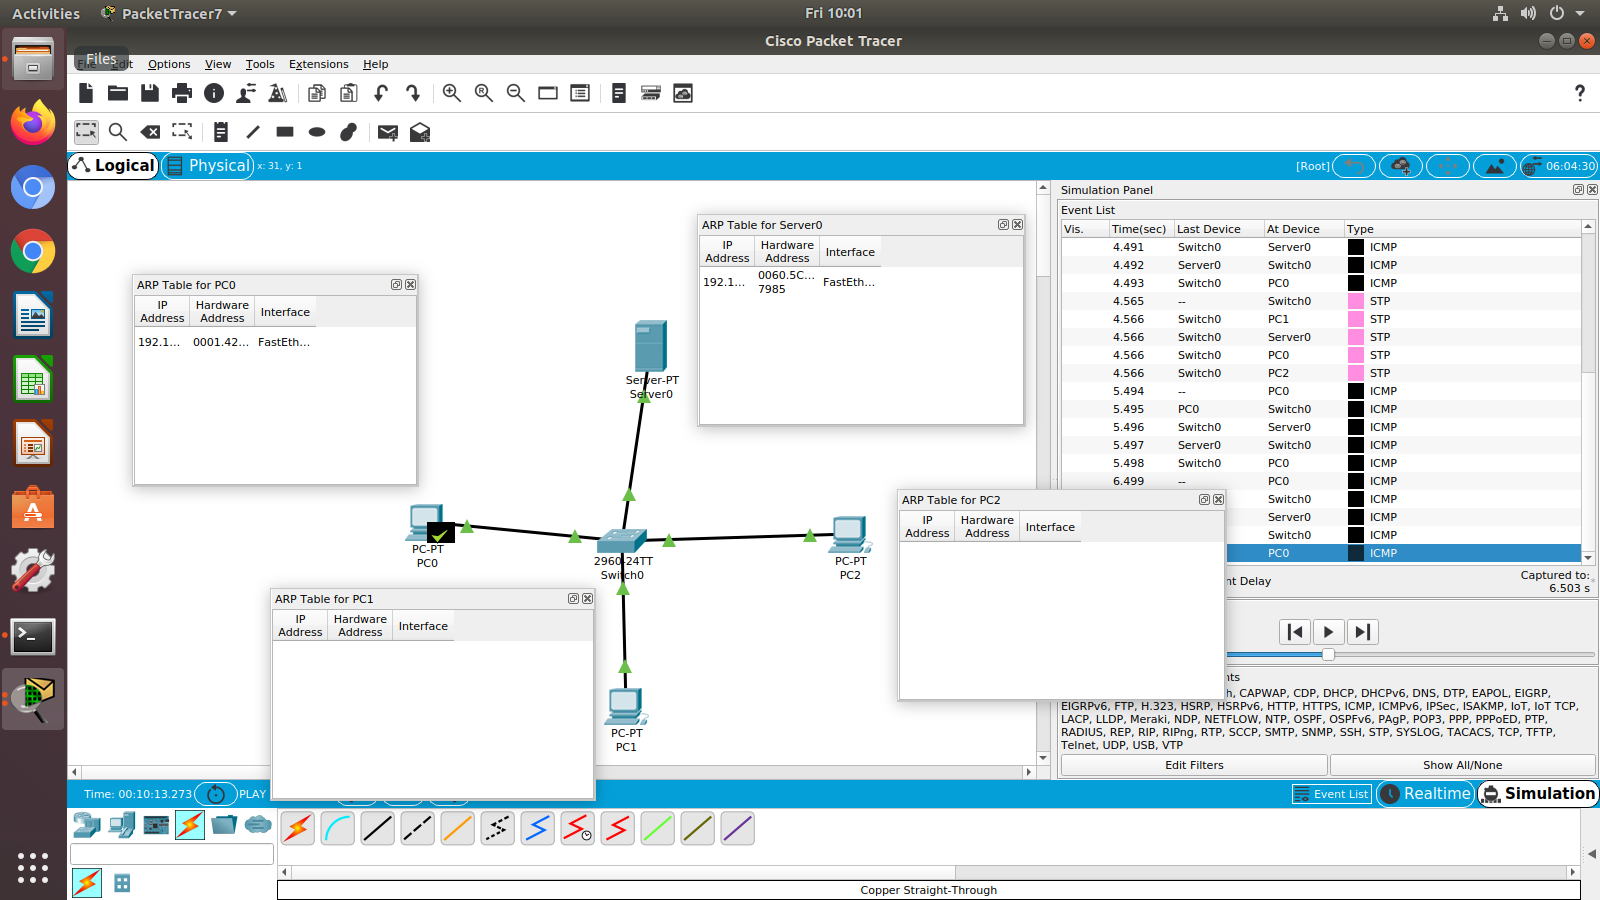 Activities
PacketTracer7
Fri 10:01
Cisco Packet Tracer
Files
Edit Options View Tools Extensions Help
Logical
Physical
x: 31, y: 1
[Root]
06:04:30
ARP Table for PC0
IP Address Hardware Address Interface
192.1... 0001.42... FastEth...
ARP Table for Server0
IP Address Hardware Address Interface
192.1... 0060.5C... 7985 FastEth...
Server-PT
Server0
PC-PT
PC0
2960-24TT
Switch0
PC-PT
PC2
PC-PT
PC1
ARP Table for PC1
IP Address Hardware Address Interface
ARP Table for PC2
IP Address Hardware Address Interface
Simulation Panel
Event List
Vis. Time(sec) Last Device At Device Type
4.491 Switch0 Server0 ICMP
4.492 Server0 Switch0 ICMP
4.493 Switch0 PC0 ICMP
4.565 -- Switch0 STP
4.566 Switch0 PC1 STP
4.566 Switch0 Server0 STP
4.566 Switch0 PC0 STP
4.566 Switch0 PC2 STP
5.494 -- PC0 ICMP
5.495 PC0 Switch0 ICMP
5.496 Switch0 Server0 ICMP
5.497 Server0 Switch0 ICMP
5.498 Switch0 PC0 ICMP
6.499 -- PC0 ICMP
Switch0 ICMP
Server0 ICMP
Switch0 ICMP
PC0 ICMP
Delay
Captured to:
6.503 s
CAPWAP, CDP, DHCP, DHCPv6, DNS, DTP, EAPOL, EIGRP,
EIGRPv6, FTP, H.323, HSRP, HSRPv6, HTTP, HTTPS, ICMP, ICMPv6, IPSec, ISAKMP, IoT, IoT TCP,
LACP, LLDP, Meraki, NDP, NETFLOW, NTP, OSPF, OSPFv6, PAgP, POP3, PPP, PPPoED, PTP,
RADIUS, REP, RIP, RIPng, RTP, SCCP, SMTP, SNMP, SSH, STP, SYSLOG, TACACS, TCP, TFTP,
Telnet, UDP, USB, VTP
Edit Filters
Show All/None
Time: 00:10:13.273
PLAY
Event List
Realtime
Simulation
Copper Straight-Through